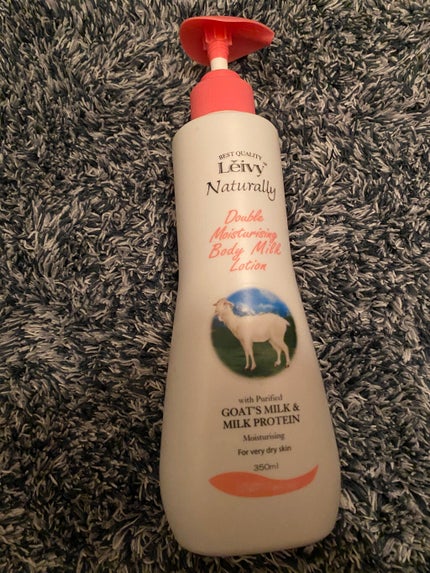 BEST QUALITY
Lěivy™
Naturally
Double
Moisturising
Body Milk
Lotion
with Purified
GOAT'S MILK &
MILK PROTEIN
Moisturising
For very dry skin
350ml